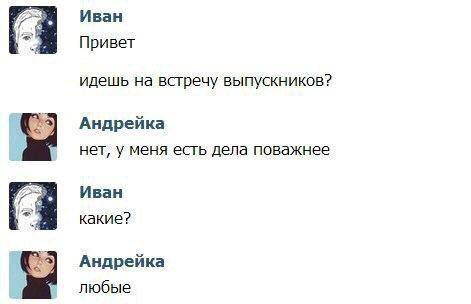 Иван
Привет
идешь на встречу выпускников?
Андрейка
нет, у меня есть дела поважнее
Иван
какие?
Андрейка
любые